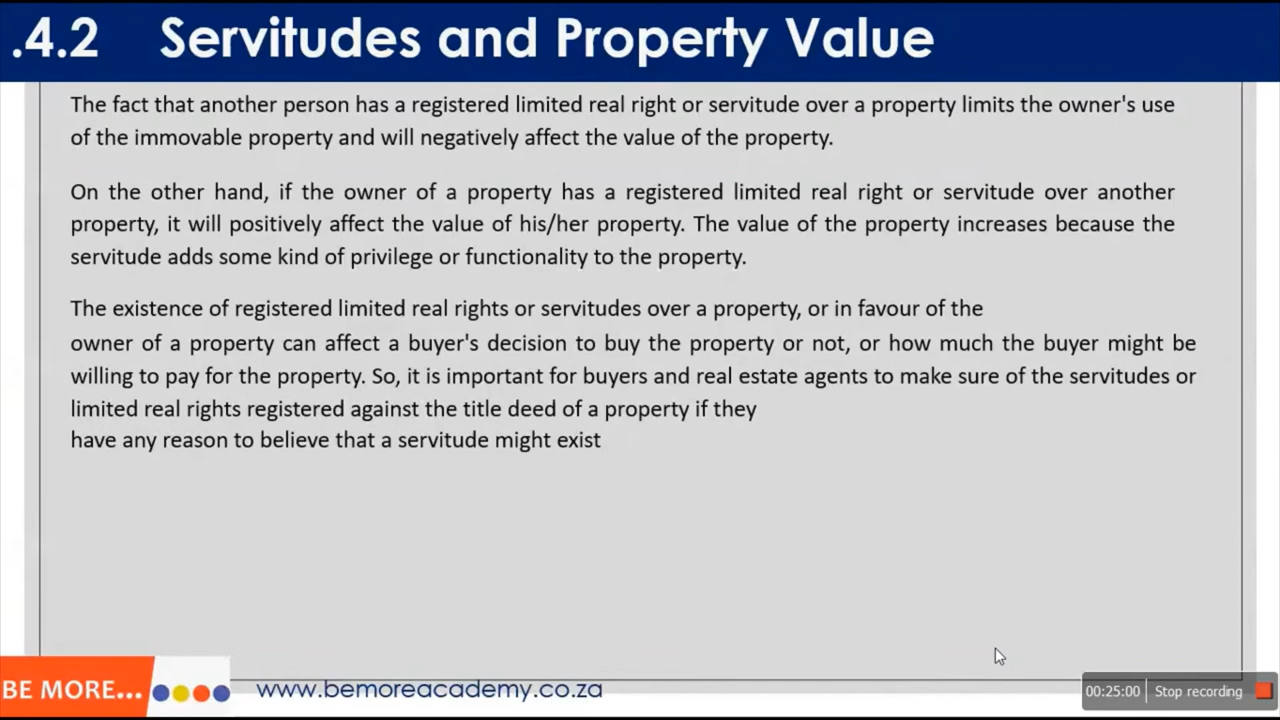 .4.2 Servitudes and Property Value
The fact that another person has a registered limited real right or servitude over a property limits the owner's use
of the immovable property and will negatively affect the value of the property.
On the other hand, if the owner of a property has a registered limited real right or servitude over another
property, it will positively affect the value of his/her property. The value of the property increases because the
servitude adds some kind of privilege or functionality to the property.
The existence of registered limited real rights or servitudes over a property, or in favour of the
owner of a property can affect a buyer's decision to buy the property or not, or how much the buyer might be
willing to pay for the property. So, it is important for buyers and real estate agents to make sure of the servitudes or
limited real rights registered against the title deed of a property if they
have any reason to believe that a servitude might exist
BE MORE... www.bemoreacademy.co.za
00:25:00 Stop recording